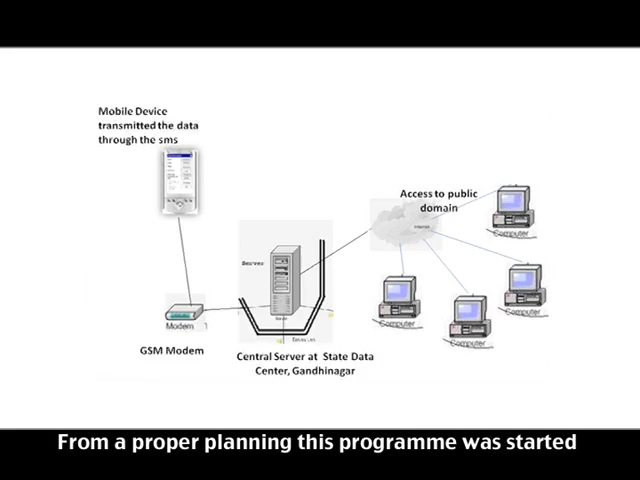 Mobile Device
transmitted the data
through the sms
Access to public
domain
Internet
Computer
Computer
Computer
Computer
Modem
GSM Modem
Central Server at State Data
Center, Gandhinagar
From a proper planning this programme was started